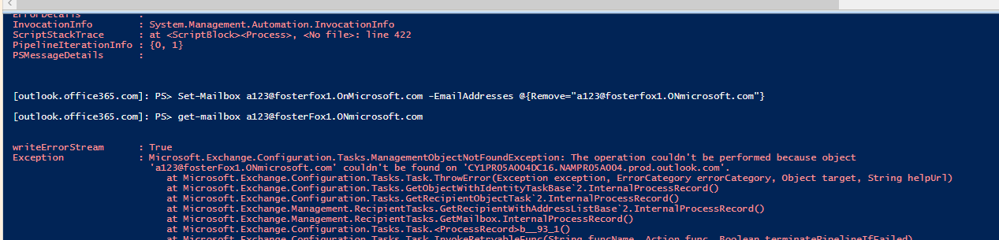 ErrorDetails :
InvocationInfo : System.Management.Automation.InvocationInfo
ScriptStackTrace : at <ScriptBlock><Process>, <No file>: line 422
PipelineIterationInfo : {0, 1}
PSMessageDetails :
[outlook.office365.com]: PS> Set-Mailbox a123@fosterfox1.OnMicrosoft.com -EmailAddresses @{Remove="a123@fosterfox1.ONmicrosoft.com"}
[outlook.office365.com]: PS> get-mailbox a123@fosterFox1.ONmicrosoft.com
writeErrorStream : True
Exception : Microsoft.Exchange.Configuration.Tasks.ManagementObjectNotFoundException: The operation couldn't be performed because object
'a123@fosterFox1.ONmicrosoft.com' couldn't be found on 'CY1PR05A004DC16.NAMPR05A004.prod.outlook.com'.
at Microsoft.Exchange.Configuration.Tasks.Task.ThrowError(Exception exception, ErrorCategory errorCategory, Object target, String helpUrl)
at Microsoft.Exchange.Configuration.Tasks.GetObjectWithIdentityTaskBase`2.InternalProcessRecord()
at Microsoft.Exchange.Configuration.Tasks.GetRecipientObjectTask`2.InternalProcessRecord()
at Microsoft.Exchange.Management.RecipientTasks.GetRecipientWithAddressListBase`2.InternalProcessRecord()
at Microsoft.Exchange.Management.RecipientTasks.GetMailbox.InternalProcessRecord()
at Microsoft.Exchange.Configuration.Tasks.Task.<ProcessRecord>b__93_1()
at Microsoft.Exchange.Configuration.Tasks.Task.InvokeRetryableFunc(String funcName, Action func, Boolean terminatePipelineIfFailed)